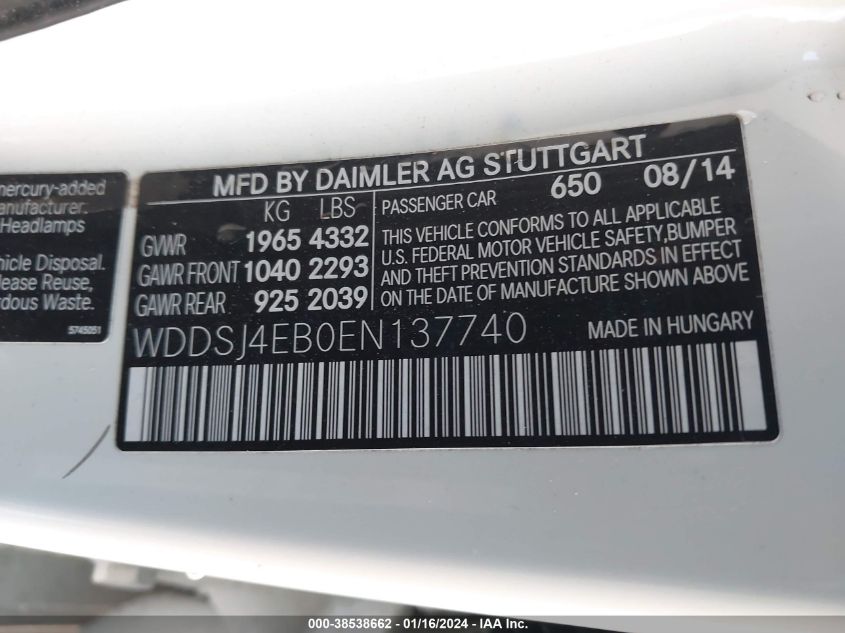 mercury-added
anufacturer.
Headlamps
hicle Disposal.
lease Reuse,
rdous Waste.
5745051
MFD BY DAIMLER AG STUTTGART
KG LBS
GVWR 1965 4332
GAWR FRONT 1040 2293
GAWR REAR 925 2039
PASSENGER CAR 650 08/14
THIS VEHICLE CONFORMS TO ALL APPLICABLE
U.S. FEDERAL MOTOR VEHICLE SAFETY, BUMPER
AND THEFT PREVENTION STANDARDS IN EFFECT
ON THE DATE OF MANUFACTURE SHOWN ABOVE
WDDSJ4EB0EN137740 MADE IN HUNGARY
000-38538662 - 01/16/2024 - IAA Inc.